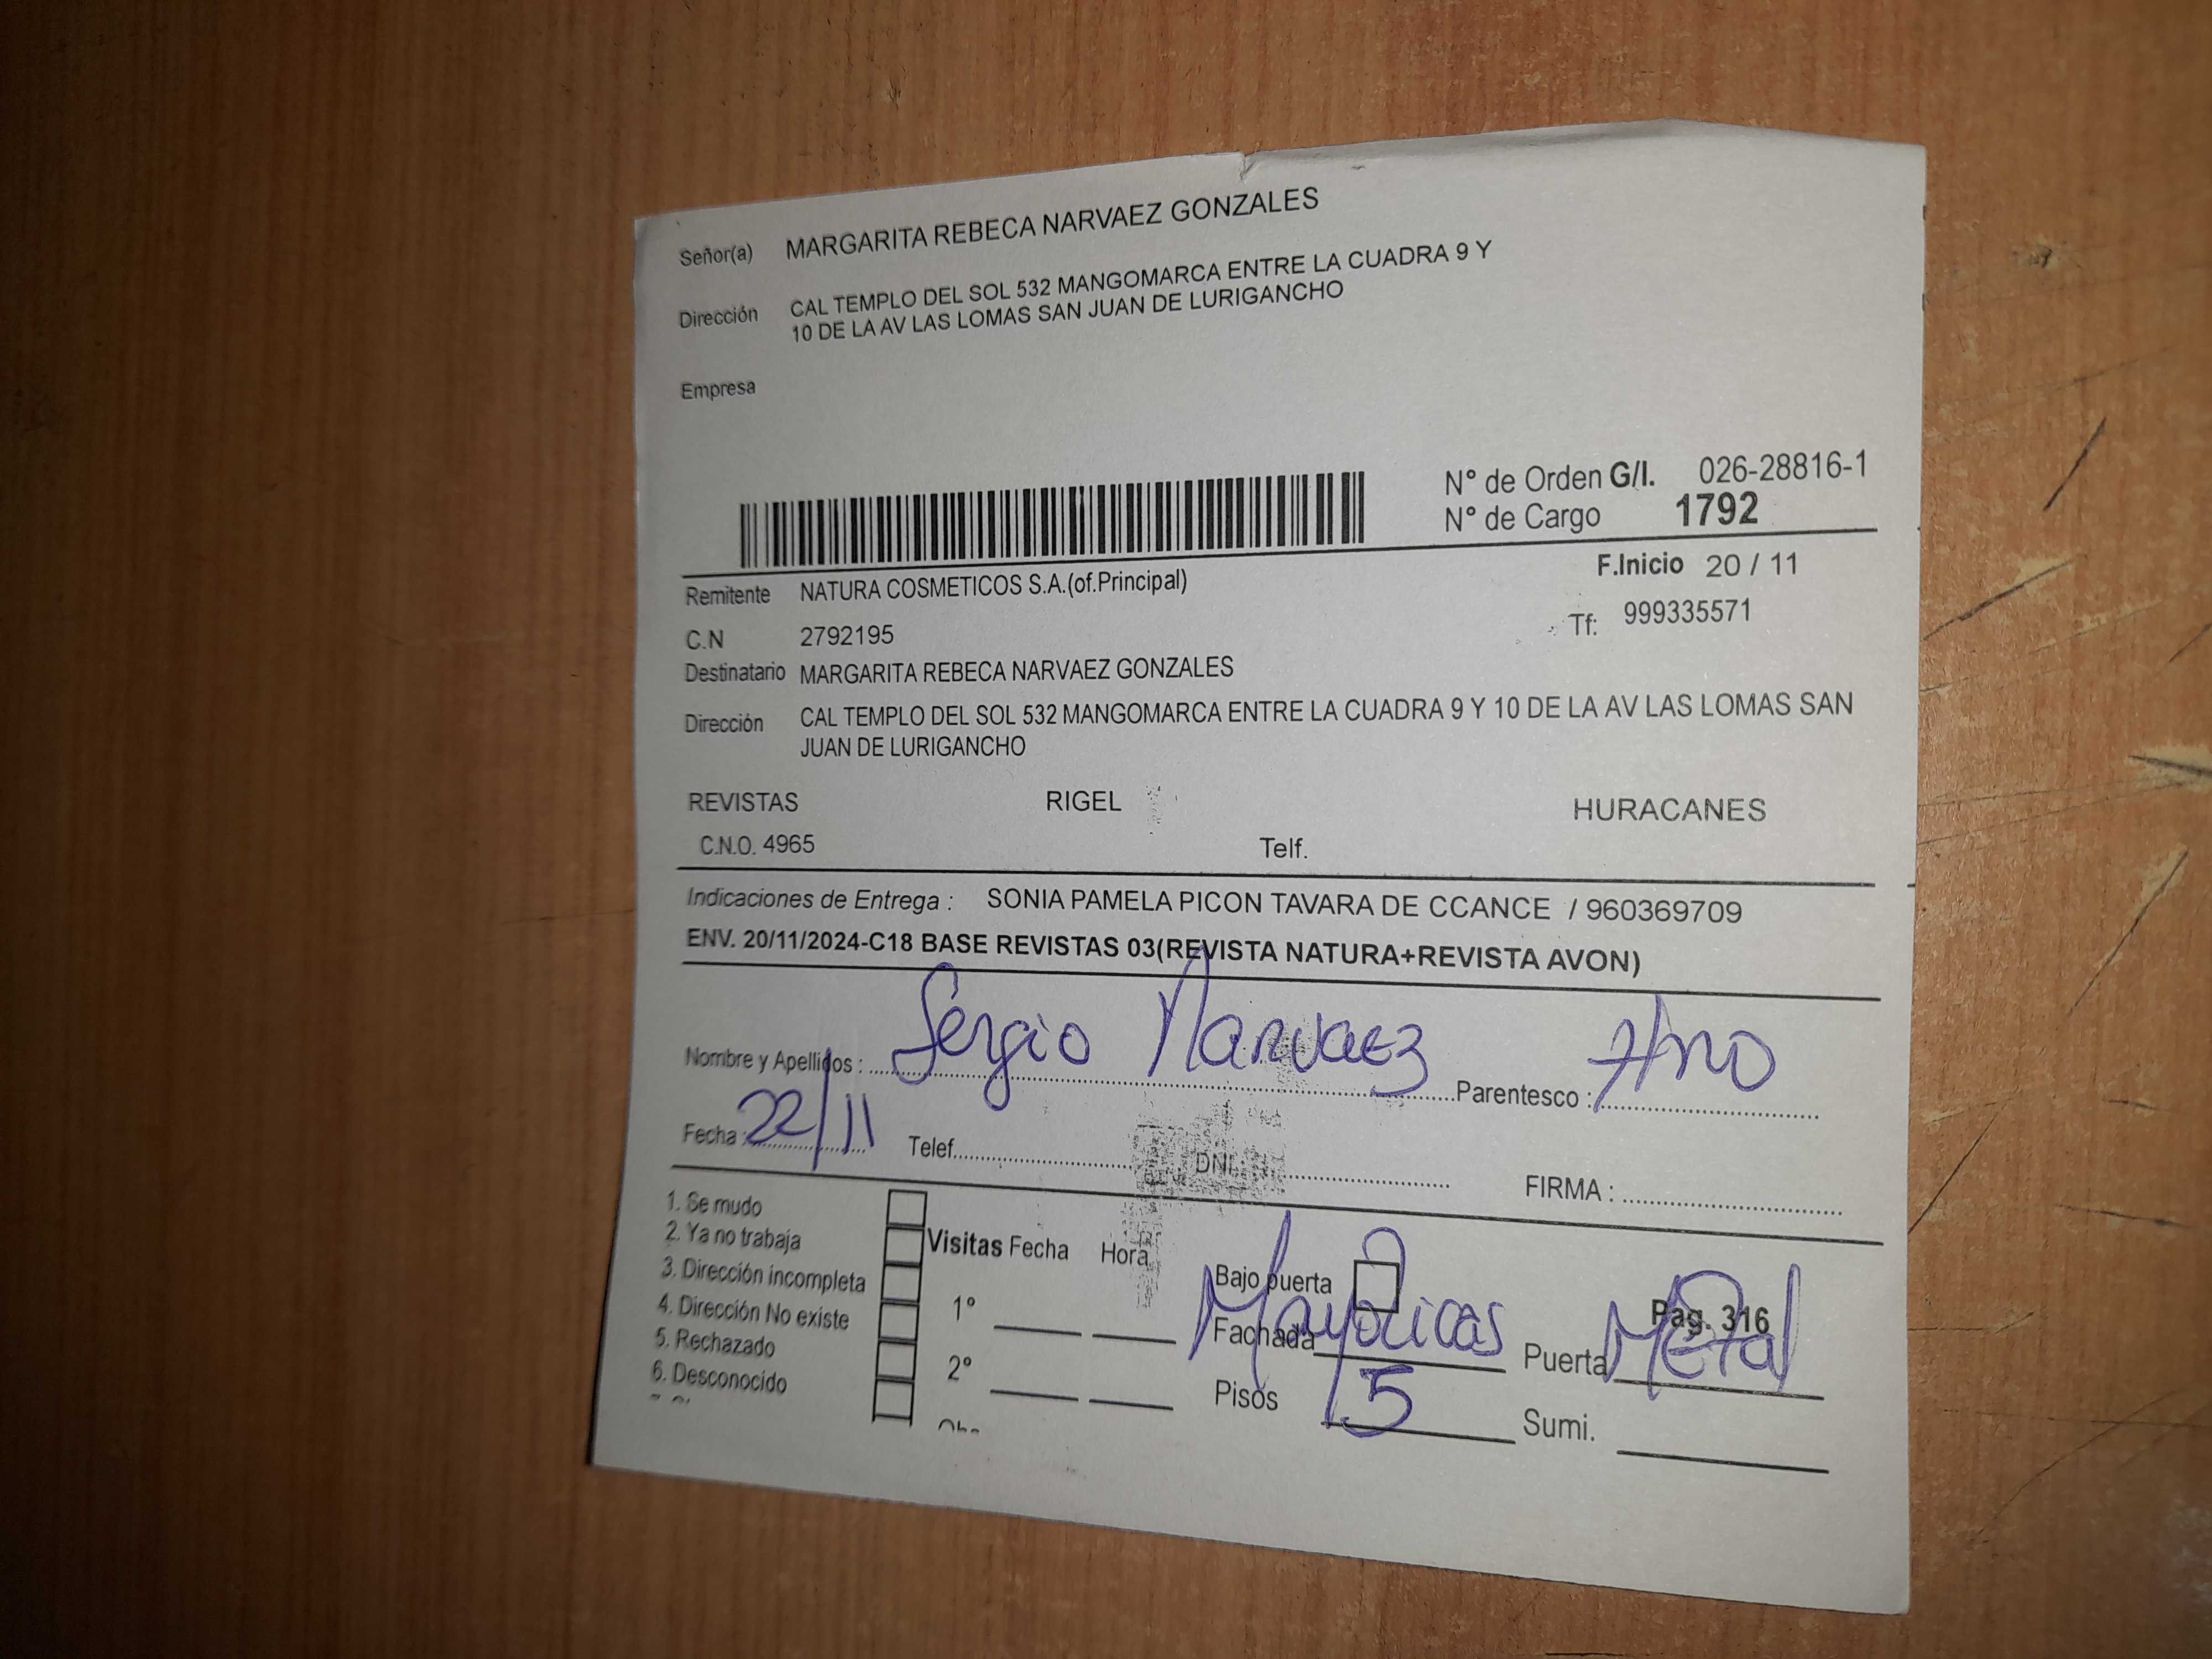 Señor(a) MARGARITA REBECA NARVAEZ GONZALES
Dirección CAL TEMPLO DEL SOL 532 MANGOMARCA ENTRE LA CUADRA 9 Y
10 DE LA AV LAS LOMAS SAN JUAN DE LURIGANCHO
Empresa
N° de Orden G/I. 026-28816-1
N° de Cargo 1792
F.Inicio 20 / 11
Remitente NATURA COSMETICOS S.A.(of.Principal)
Tf: 999335571
C.N 2792195
Destinatario MARGARITA REBECA NARVAEZ GONZALES
Dirección CAL TEMPLO DEL SOL 532 MANGOMARCA ENTRE LA CUADRA 9 Y 10 DE LA AV LAS LOMAS SAN
JUAN DE LURIGANCHO
REVISTAS RIGEL HURACANES
C.N.O. 4965 Telf.
Indicaciones de Entrega : SONIA PAMELA PICON TAVARA DE CCANCE / 960369709
ENV. 20/11/2024-C18 BASE REVISTAS 03(REVISTA NATURA+REVISTA AVON)
Nombre y Apellidos : Sergio Narvaez Parentesco :
Fecha : 22/11 Telef. DNI : FIRMA :
1. Se mudo
2. Ya no trabaja
3. Dirección incompleta
4. Dirección No existe
5. Rechazado
6. Desconocido
Visitas Fecha Hora
1°
2°
Bajo puerta
Pag. 316
Fachada Mayolicas Puerta Metal
Pisos 5 Sumi.